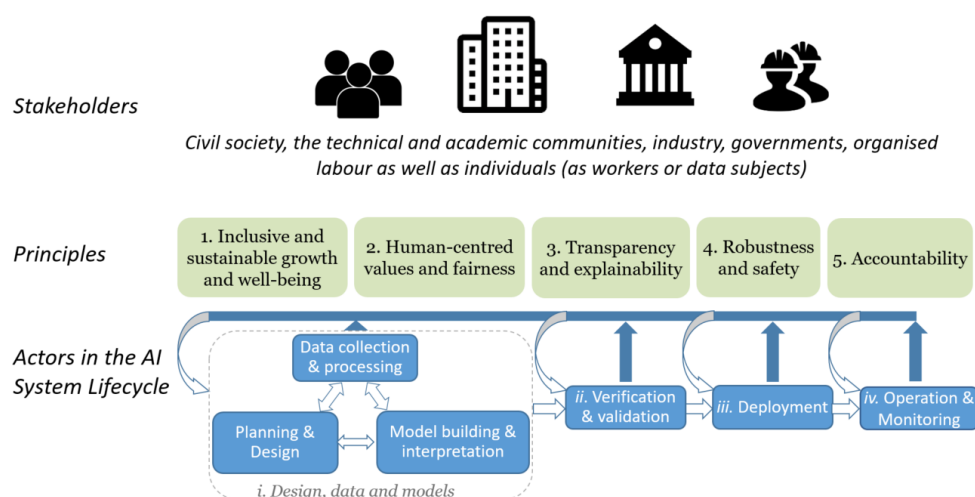 Stakeholders
Civil society, the technical and academic communities, industry, governments, organised
labour as well as individuals (as workers or data subjects)
Principles
1. Inclusive and
sustainable growth
and well-being
2. Human-centred
values and fairness
3. Transparency
and explainability
4. Robustness
and safety
5. Accountability
Actors in the AI
System Lifecycle
Data collection
& processing
Planning &
Design
Model building &
interpretation
i. Design, data and models
ii. Verification
& validation
iii. Deployment
iv. Operation &
Monitoring